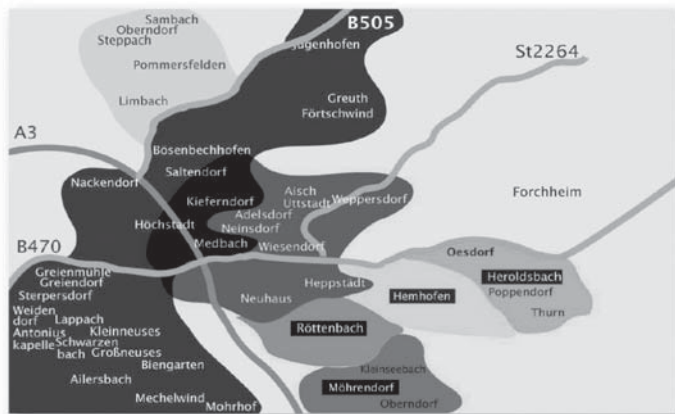 Sambach
Oberndorf
Steppach
Pommersfelden
Limbach
B505
Jugenhofen
St2264
Greuth
Förtschwind
A3
Bösenbechhofen
Saltendorf
Nackendorf
Kieferndorf
Aisch
Uttstadt
Weppersdorf
Forchheim
Höchstadt
Adelsdorf
Neinsdorf
Medbach
Wiesendorf
B470
Greienmühle
Greiendorf
Sterpersdorf
Oesdorf
Heroldsbach
Heppstädt
Hemhofen
Poppendorf
Thurn
Neuhaus
Röttenbach
Weiden
dorf
Lappach
Antonius
kapelle
Kleinneuses
Schwarzen
bach
Großneuses
Biengarten
Ailersbach
Mechelwind
Mohrhof
Kleinseebach
Möhrendorf
Oberndorf